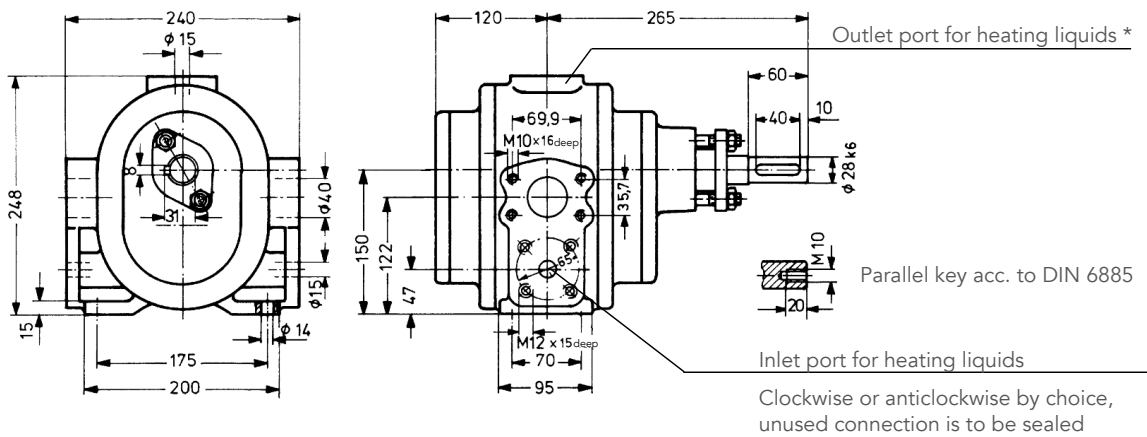 240
ϕ 15
248
8
31
ϕ40
ϕ15
15
ϕ 14
175
200
120
265
Outlet port for heating liquids *
60
10
40
69,9
M10×16deep
35,7
ϕ 28 k6
150
122
47
65
M10
20
Parallel key acc. to DIN 6885
M12 x 15deep
70
95
Inlet port for heating liquids
Clockwise or anticlockwise by choice,
unused connection is to be sealed